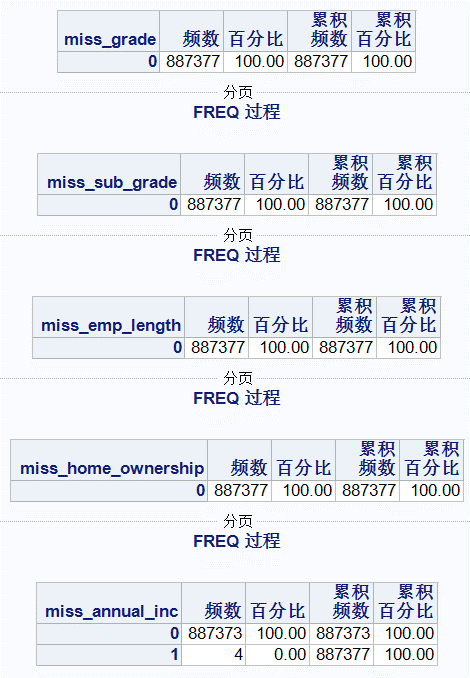 miss_grade 频数 百分比 累积频数 累积百分比
0 887377 100.00 887377 100.00
分页
FREQ 过程
miss_sub_grade 频数 百分比 累积频数 累积百分比
0 887377 100.00 887377 100.00
分页
FREQ 过程
miss_emp_length 频数 百分比 累积频数 累积百分比
0 887377 100.00 887377 100.00
分页
FREQ 过程
miss_home_ownership 频数 百分比 累积频数 累积百分比
0 887377 100.00 887377 100.00
分页
FREQ 过程
miss_annual_inc 频数 百分比 累积频数 累积百分比
0 887373 100.00 887373 100.00
1 4 0.00 887377 100.00